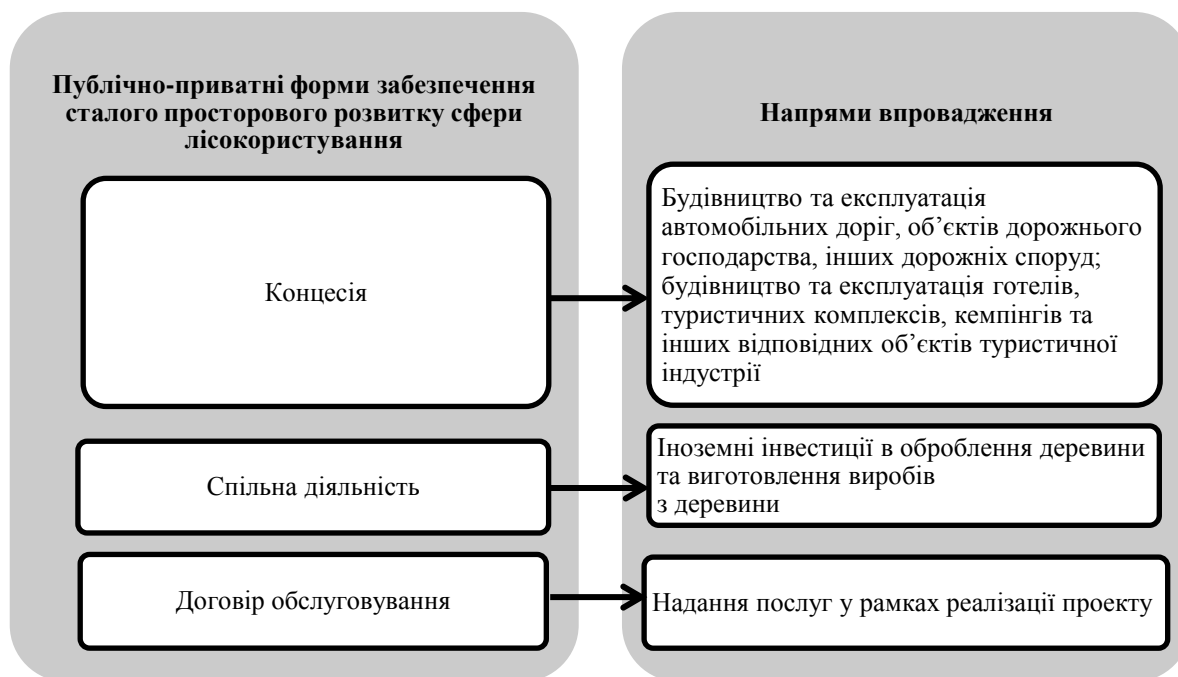 Публічно-приватні форми забезпечення
сталого просторового розвитку сфери
лісокористування
Напрями впровадження
Концесія
Будівництво та експлуатація
автомобільних доріг, об’єктів дорожнього
господарства, інших дорожніх споруд;
будівництво та експлуатація готелів,
туристичних комплексів, кемпінгів та
інших відповідних об’єктів туристичної
індустрії
Спільна діяльність
Іноземні інвестиції в оброблення деревини
та виготовлення виробів
з деревини
Договір обслуговування
Надання послуг у рамках реалізації проекту